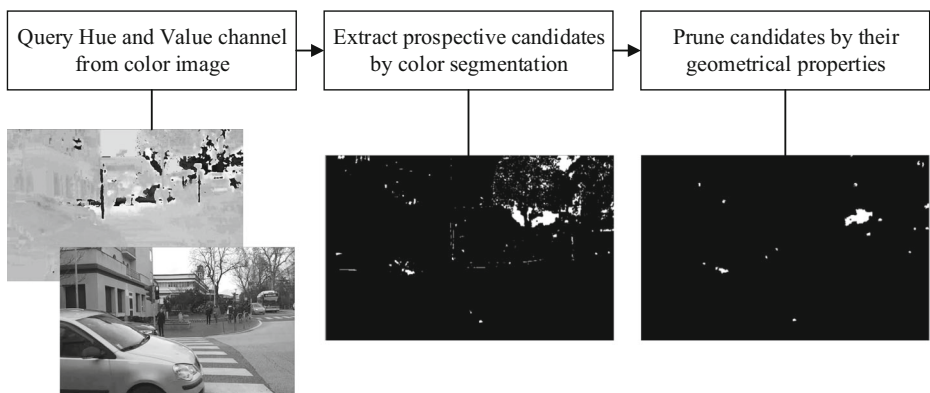 Query Hue and Value channel
from color image
Extract prospective candidates
by color segmentation
Prune candidates by their
geometrical properties